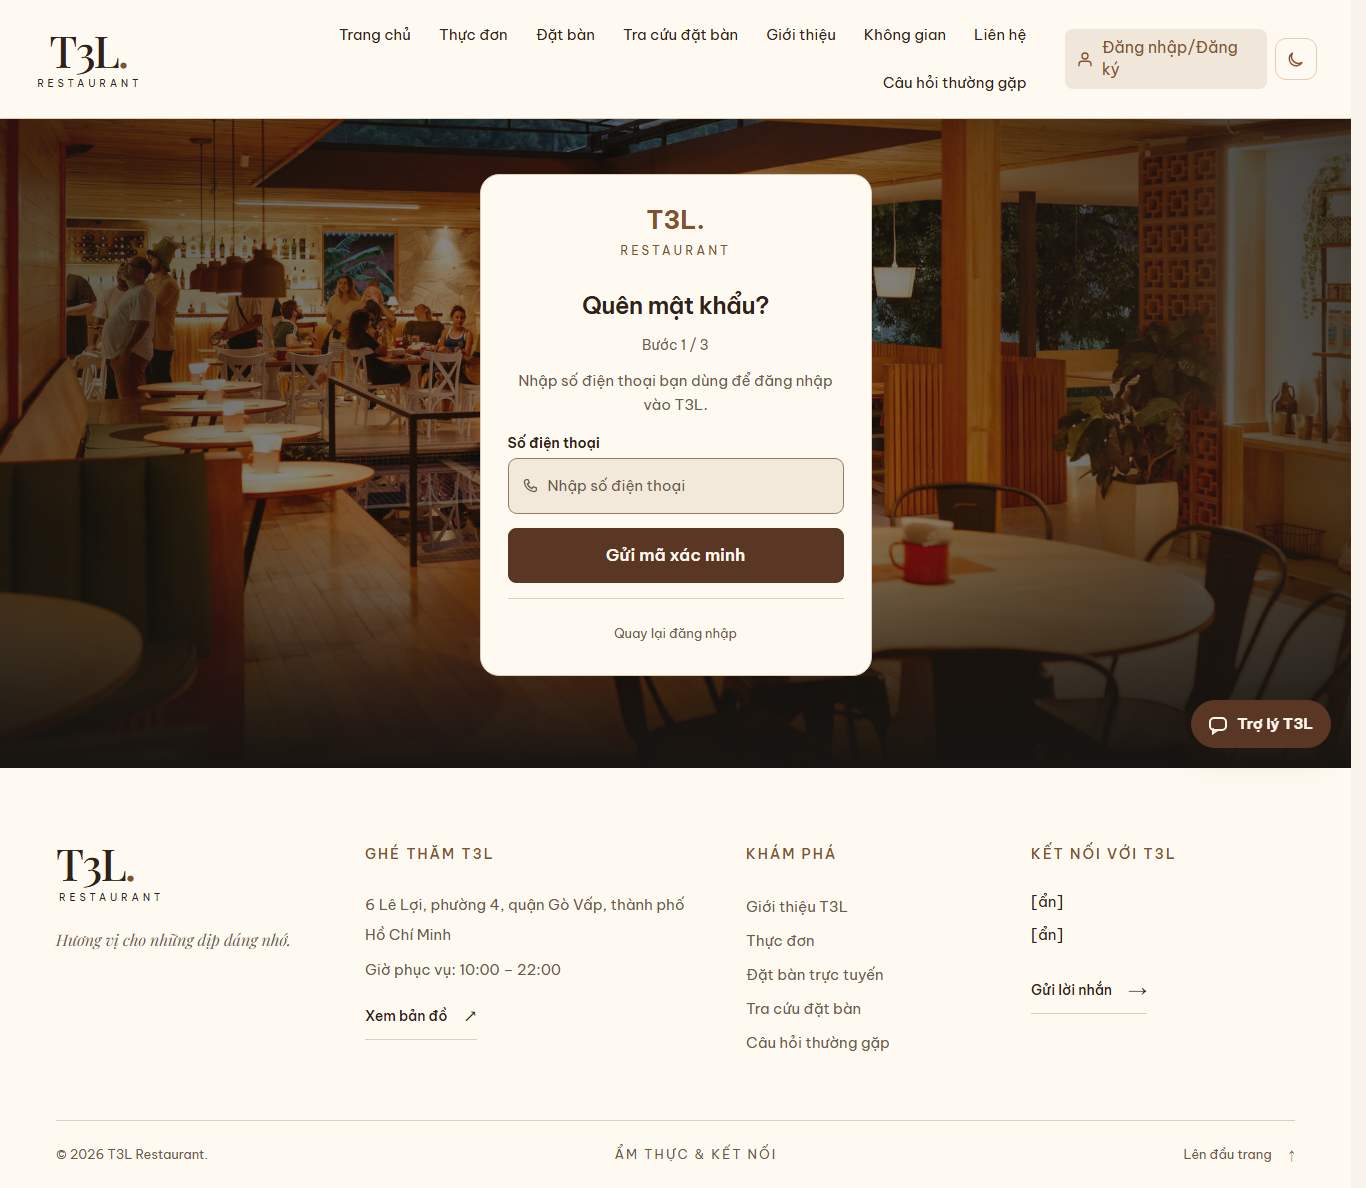 T3L.
RESTAURANT
Trang chủ
Thực đơn
Đặt bàn
Tra cứu đặt bàn
Giới thiệu
Không gian
Liên hệ
Câu hỏi thường gặp
Đăng nhập/Đăng
ký
T3L.
RESTAURANT
Quên mật khẩu?
Bước 1 / 3
Nhập số điện thoại bạn dùng để đăng nhập
vào T3L.
Số điện thoại
Nhập số điện thoại
Gửi mã xác minh
Quay lại đăng nhập
Trợ lý T3L
T3L.
RESTAURANT
Hương vị cho những dịp đáng nhớ.
GHÉ THĂM T3L
6 Lê Lợi, phường 4, quận Gò Vấp, thành phố
Hồ Chí Minh
Giờ phục vụ: 10:00 – 22:00
Xem bản đồ ↗
KHÁM PHÁ
Giới thiệu T3L
Thực đơn
Đặt bàn trực tuyến
Tra cứu đặt bàn
Câu hỏi thường gặp
KẾT NỐI VỚI T3L
[ẩn]
[ẩn]
Gửi lời nhắn →
© 2026 T3L Restaurant.
ẨM THỰC & KẾT NỐI
Lên đầu trang ↑